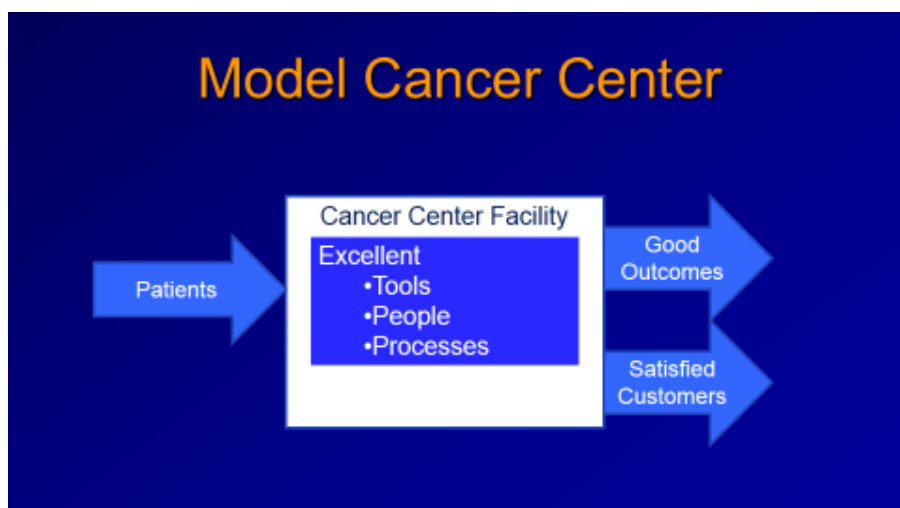 Model Cancer Center
Patients
Cancer Center Facility
Excellent
•Tools
•People
•Processes
Good
Outcomes
Satisfied
Customers